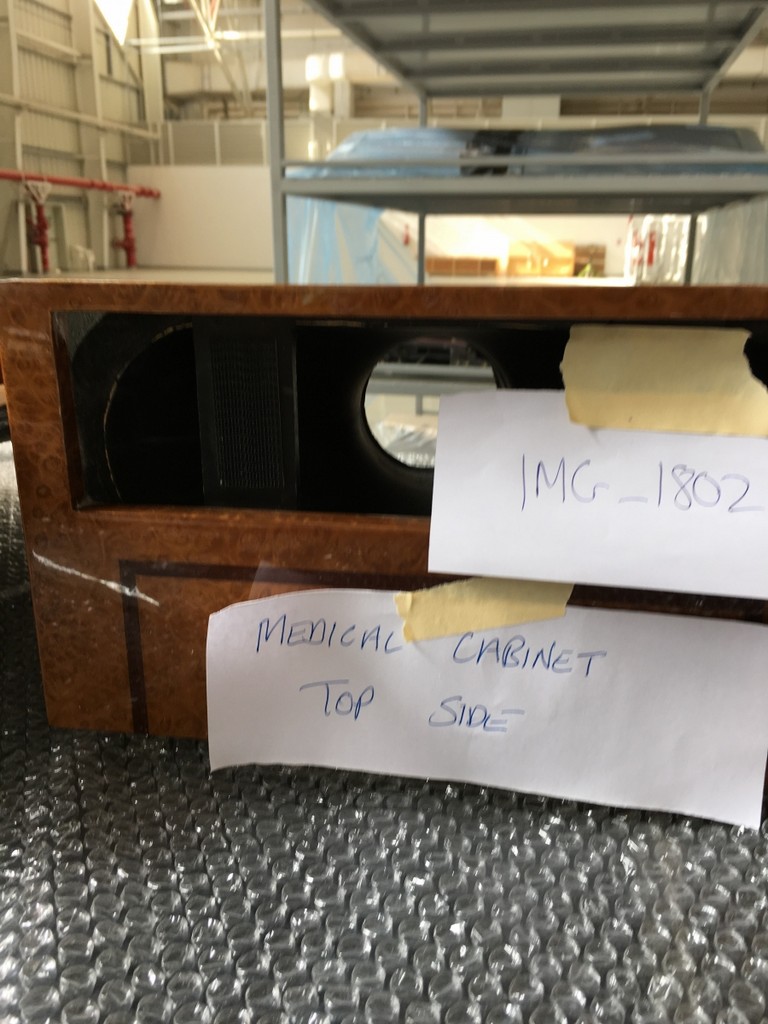 IMG_1802
MEDICAL CABINET
TOP SIDE